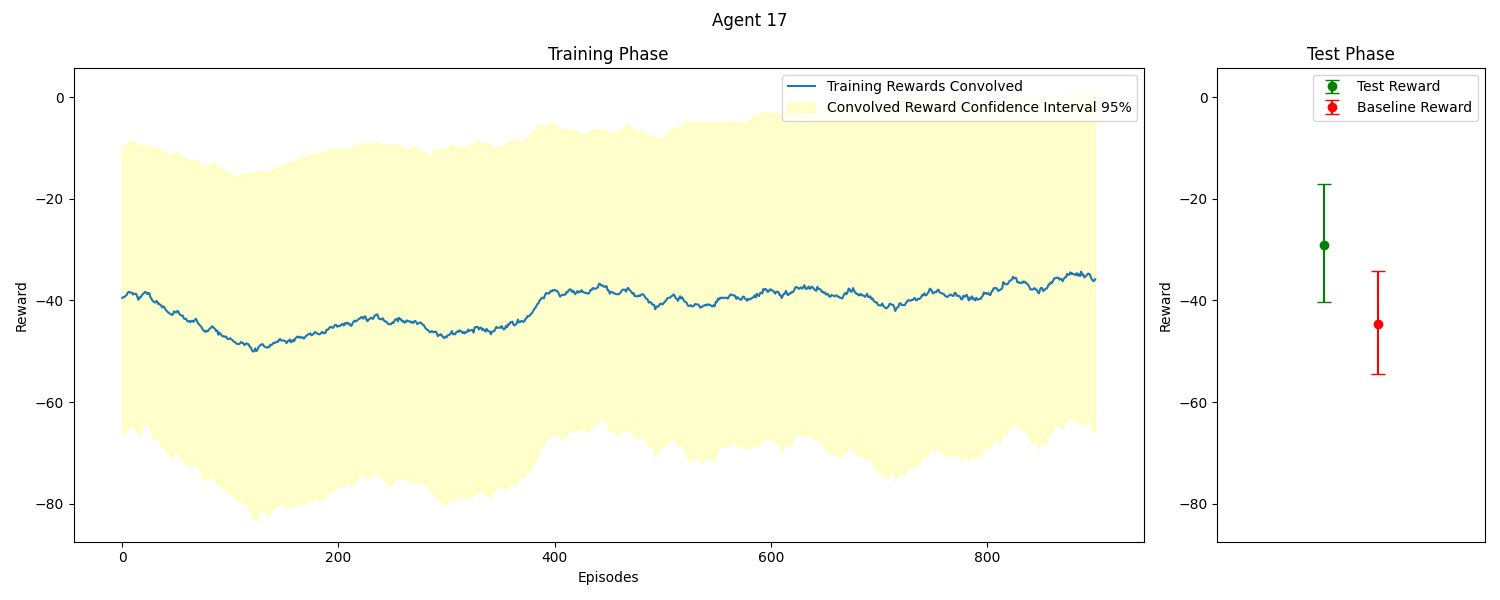 Agent 17
Training Phase
Training Rewards Convolved
Convolved Reward Confidence Interval 95%
Reward
0
−20
−40
−60
−80
0
200
400
600
800
Episodes
Test Phase
Test Reward
Baseline Reward
Reward
0
−20
−40
−60
−80